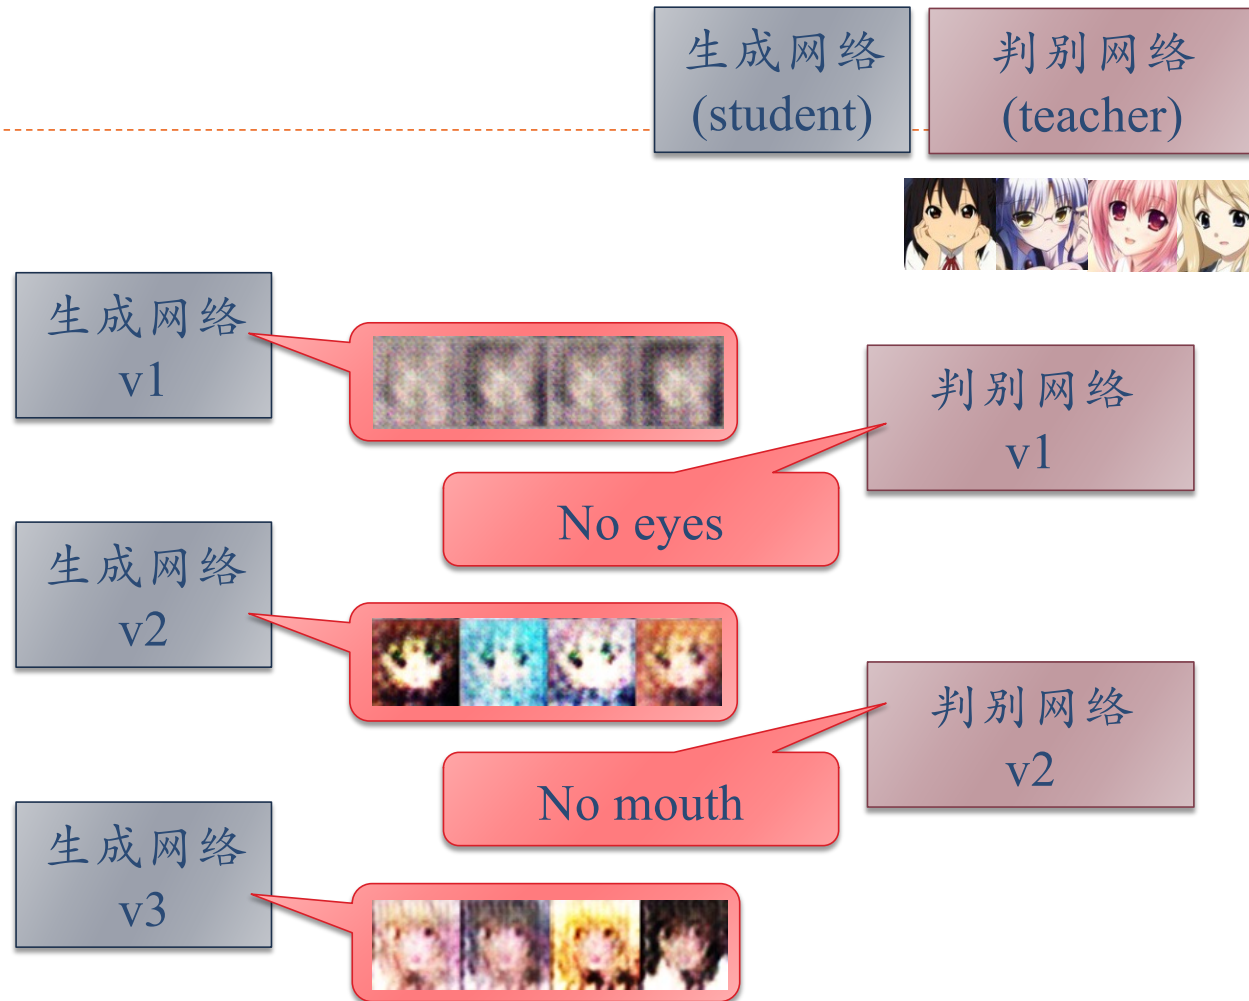 生成网络
(student)
判别网络
(teacher)
生成网络
v1
判别网络
v1
No eyes
生成网络
v2
判别网络
v2
No mouth
生成网络
v3